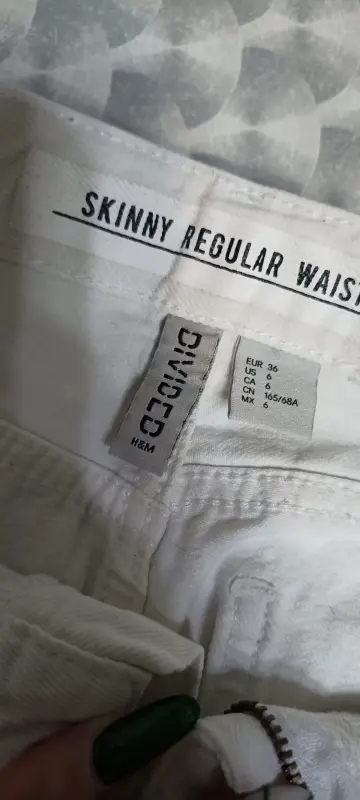 SKINNY REGULAR WAIST
DIVIDED
H&M
EUR 36
US 6
CA 6
CN 165/68A
MX 6